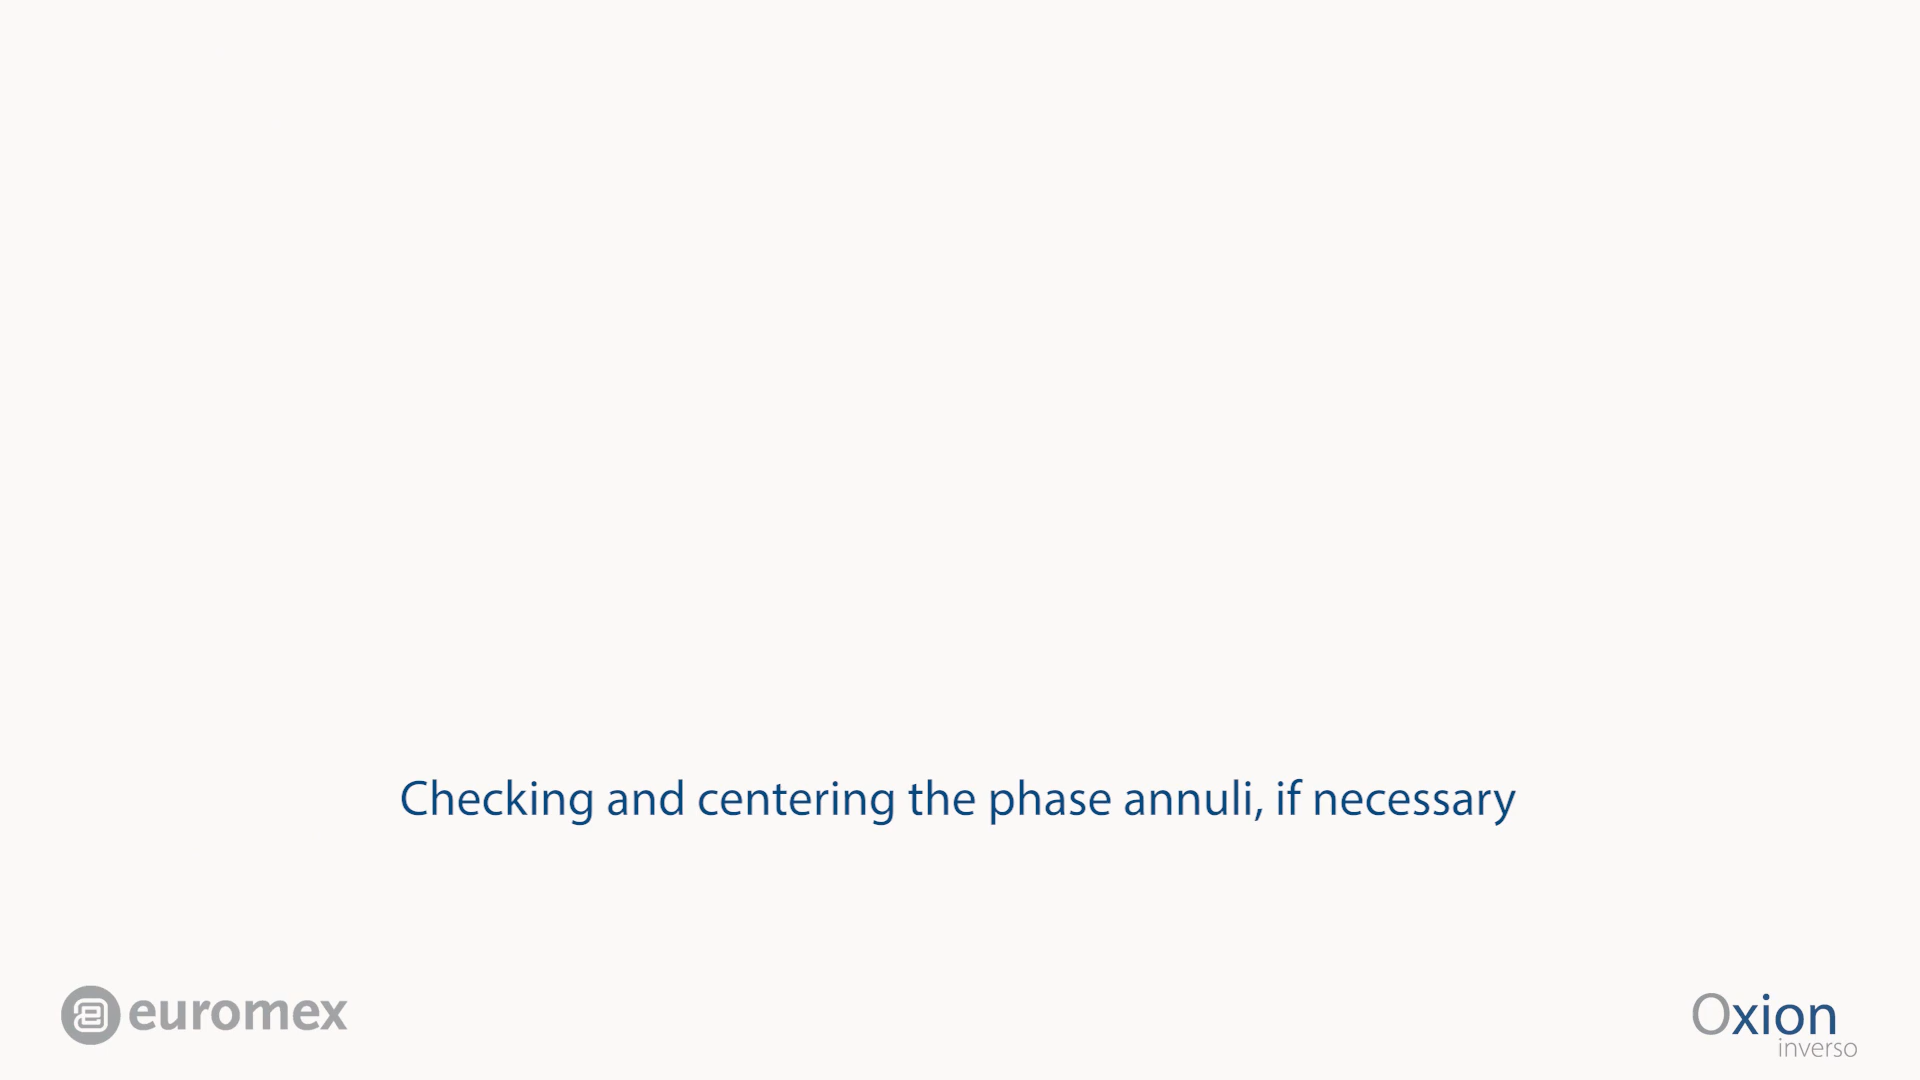 Checking and centering the phase annuli, if necessary
euromex
Oxion
inverso